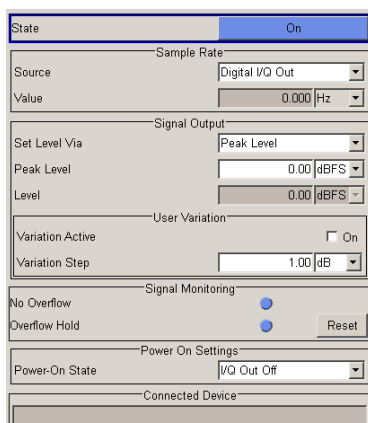 State On
Sample Rate
Source Digital I/Q Out
Value 0.000 Hz
Signal Output
Set Level Via Peak Level
Peak Level 0.00 dBFS
Level 0.00 dBFS
User Variation
Variation Active On
Variation Step 1.00 dB
Signal Monitoring
No Overflow
Overflow Hold Reset
Power On Settings
Power-On State I/Q Out Off
Connected Device